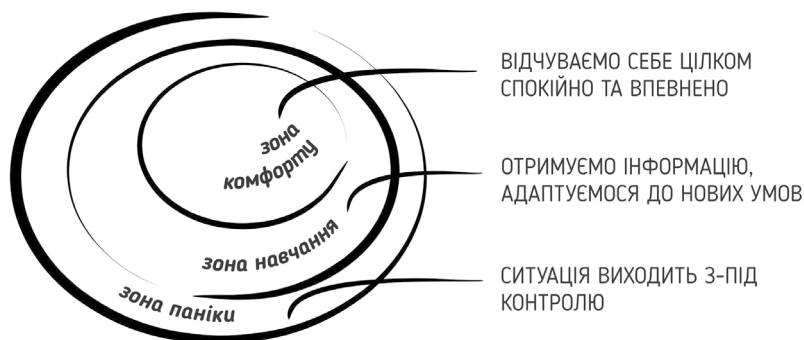 ВІДЧУВАЄМО СЕБЕ ЦІЛКОМ
СПОКІЙНО ТА ВПЕВНЕНО
зона
комфорту
ОТРИМУЄМО ІНФОРМАЦІЮ,
АДАПТУЄМОСЯ ДО НОВИХ УМОВ
зона навчання
СИТУАЦІЯ ВИХОДИТЬ З-ПІД
КОНТРОЛЮ
зона паніки